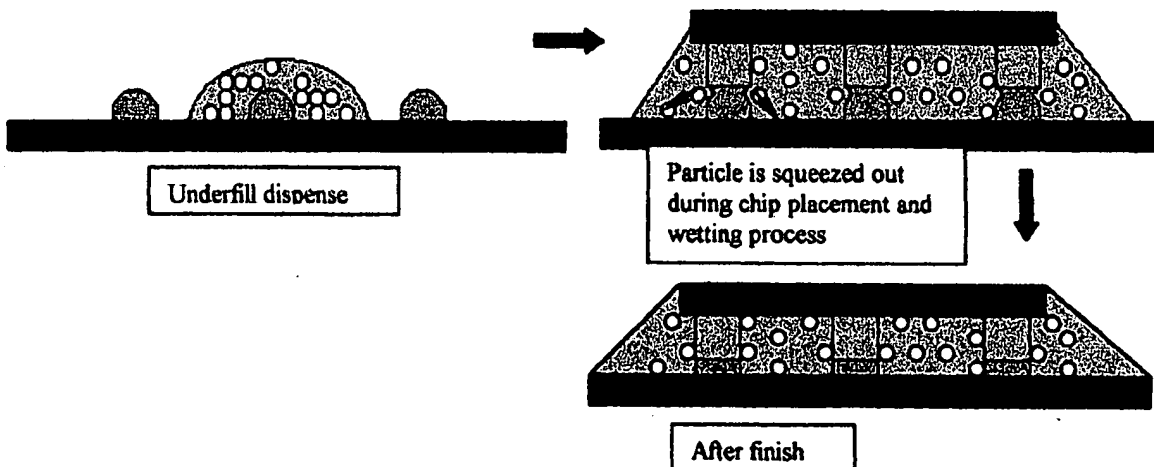 Underfill dispense
Particle is squeezed out
during chip placement and
wetting process
After finish